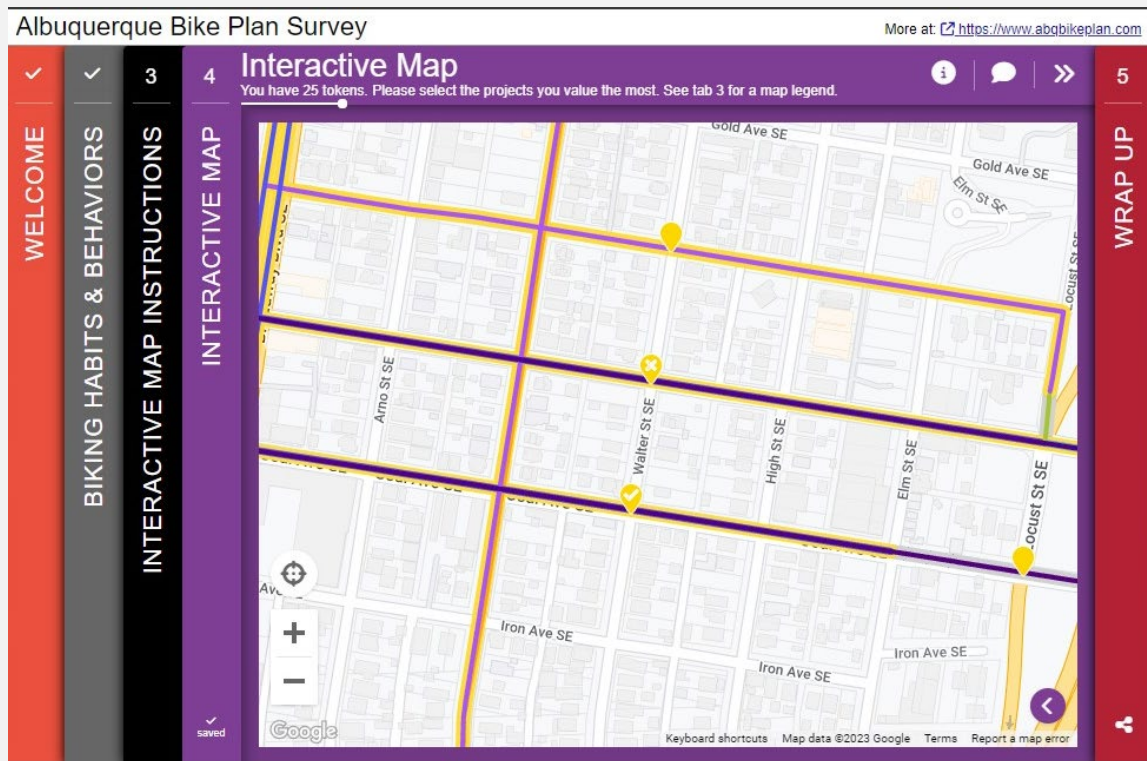 Albuquerque Bike Plan Survey
More at: https://www.abqbikeplan.com
WELCOME
BIKING HABITS & BEHAVIORS
3
INTERACTIVE MAP INSTRUCTIONS
4
INTERACTIVE MAP
saved
Interactive Map
You have 25 tokens. Please select the projects you value the most. See tab 3 for a map legend.
5
WRAP UP
Gold Ave SE
Gold Ave SE
Elm St SE
Locust St SE
Arno St SE
Walter St SE
High St SE
Elm St SE
Locust St SE
Iron Ave SE
Iron Ave SE
Iron Ave SE
Google
Keyboard shortcuts
Map data ©2023 Google
Terms
Report a map error